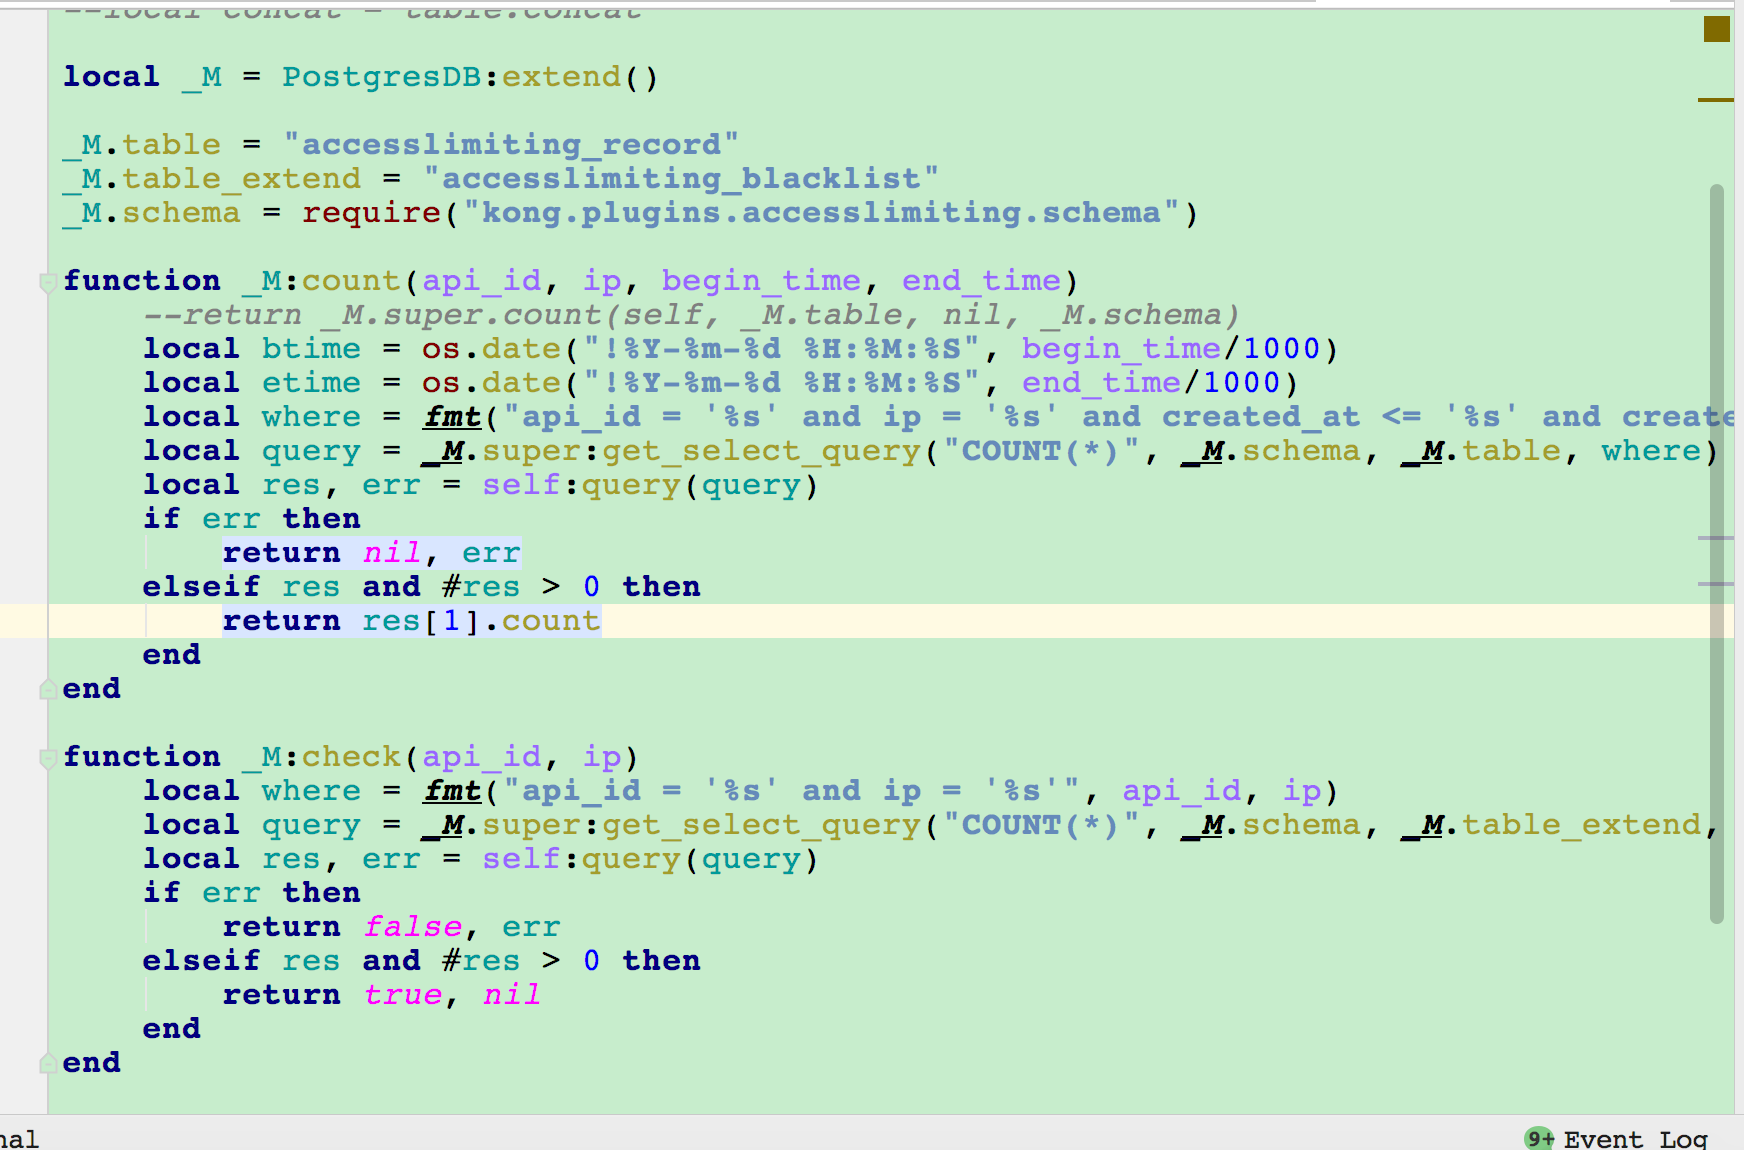 --local concat = table.concat
local _M = PostgresDB:extend()
_M.table = "accesslimiting_record"
_M.table_extend = "accesslimiting_blacklist"
_M.schema = require("kong.plugins.accesslimiting.schema")
function _M:count(api_id, ip, begin_time, end_time)
--return _M.super.count(self, _M.table, nil, _M.schema)
local btime = os.date("!%Y-%m-%d %H:%M:%S", begin_time/1000)
local etime = os.date("!%Y-%m-%d %H:%M:%S", end_time/1000)
local where = fmt("api_id = '%s' and ip = '%s' and created_at <= '%s' and create
local query = _M.super:get_select_query("COUNT(*)", _M.schema, _M.table, where)
local res, err = self:query(query)
if err then
return nil, err
elseif res and #res > 0 then
return res[1].count
end
end
function _M:check(api_id, ip)
local where = fmt("api_id = '%s' and ip = '%s'", api_id, ip)
local query = _M.super:get_select_query("COUNT(*)", _M.schema, _M.table_extend,
local res, err = self:query(query)
if err then
return false, err
elseif res and #res > 0 then
return true, nil
end
end
nal
9+ Event Log